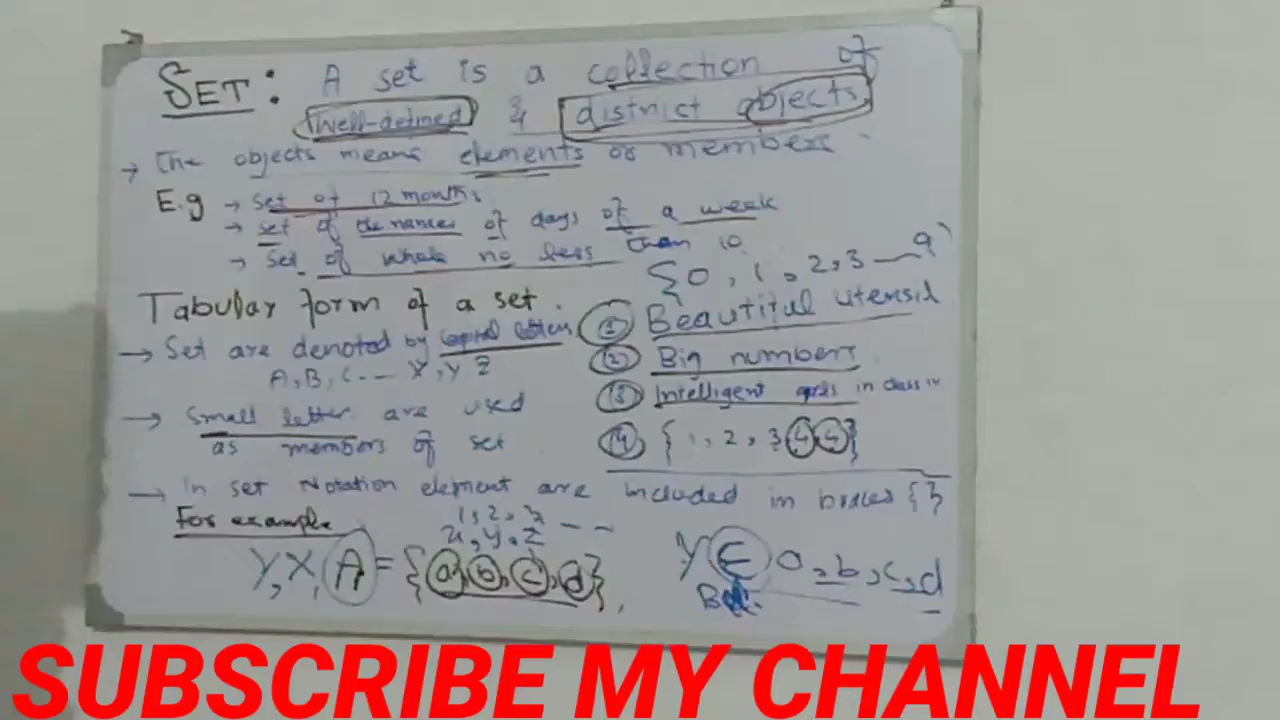 SET: A set is a collection of
well-defined & district objects
→ The objects means elements or members
E.g → set of 12 months
→ set of the names of days of a week
→ set of whole no less than 10
{0, 1, 2, 3 — 9}
Tabular form of a set.
→ Set are denoted by capital letters
A, B, C --- X, Y Z
→ Small letter are used
as members of set
① Beautiful utensil
② Big numbers
③ Intelligent girls in class iv
④ { 1, 2, 3 4 4 }
→ In set Notation element are included in braces { }
For example
1, 2, 3 - -
x, y, z
Y, X, A = {a, b, c, d},
Y ∈ a, b, c, d
SUBSCRIBE MY CHANNEL